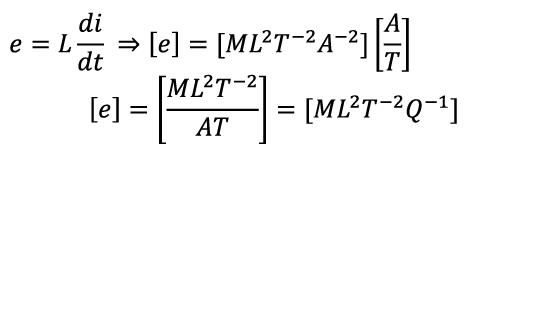 e = L di/dt ⇒ [e] = [ML²T⁻²A⁻²] [A/T]
[e] = [ML²T⁻²/AT] = [ML²T⁻²Q⁻¹]